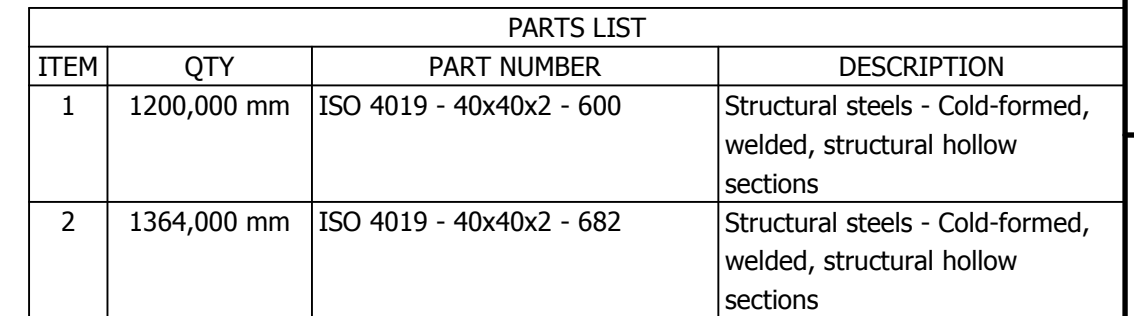 PARTS LIST
ITEM QTY PART NUMBER DESCRIPTION
1 1200,000 mm ISO 4019 - 40x40x2 - 600 Structural steels - Cold-formed,
welded, structural hollow
sections
2 1364,000 mm ISO 4019 - 40x40x2 - 682 Structural steels - Cold-formed,
welded, structural hollow
sections